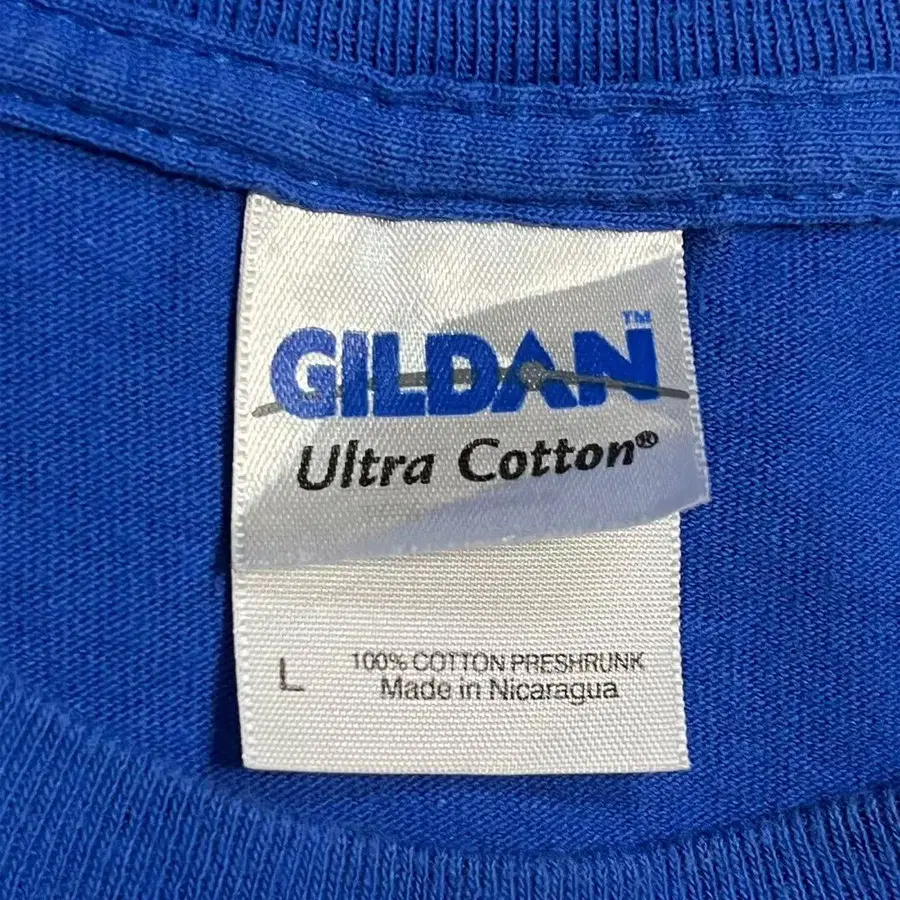 GILDAN™
Ultra Cotton®
L 100% COTTON PRESHRUNK
Made in Nicaragua